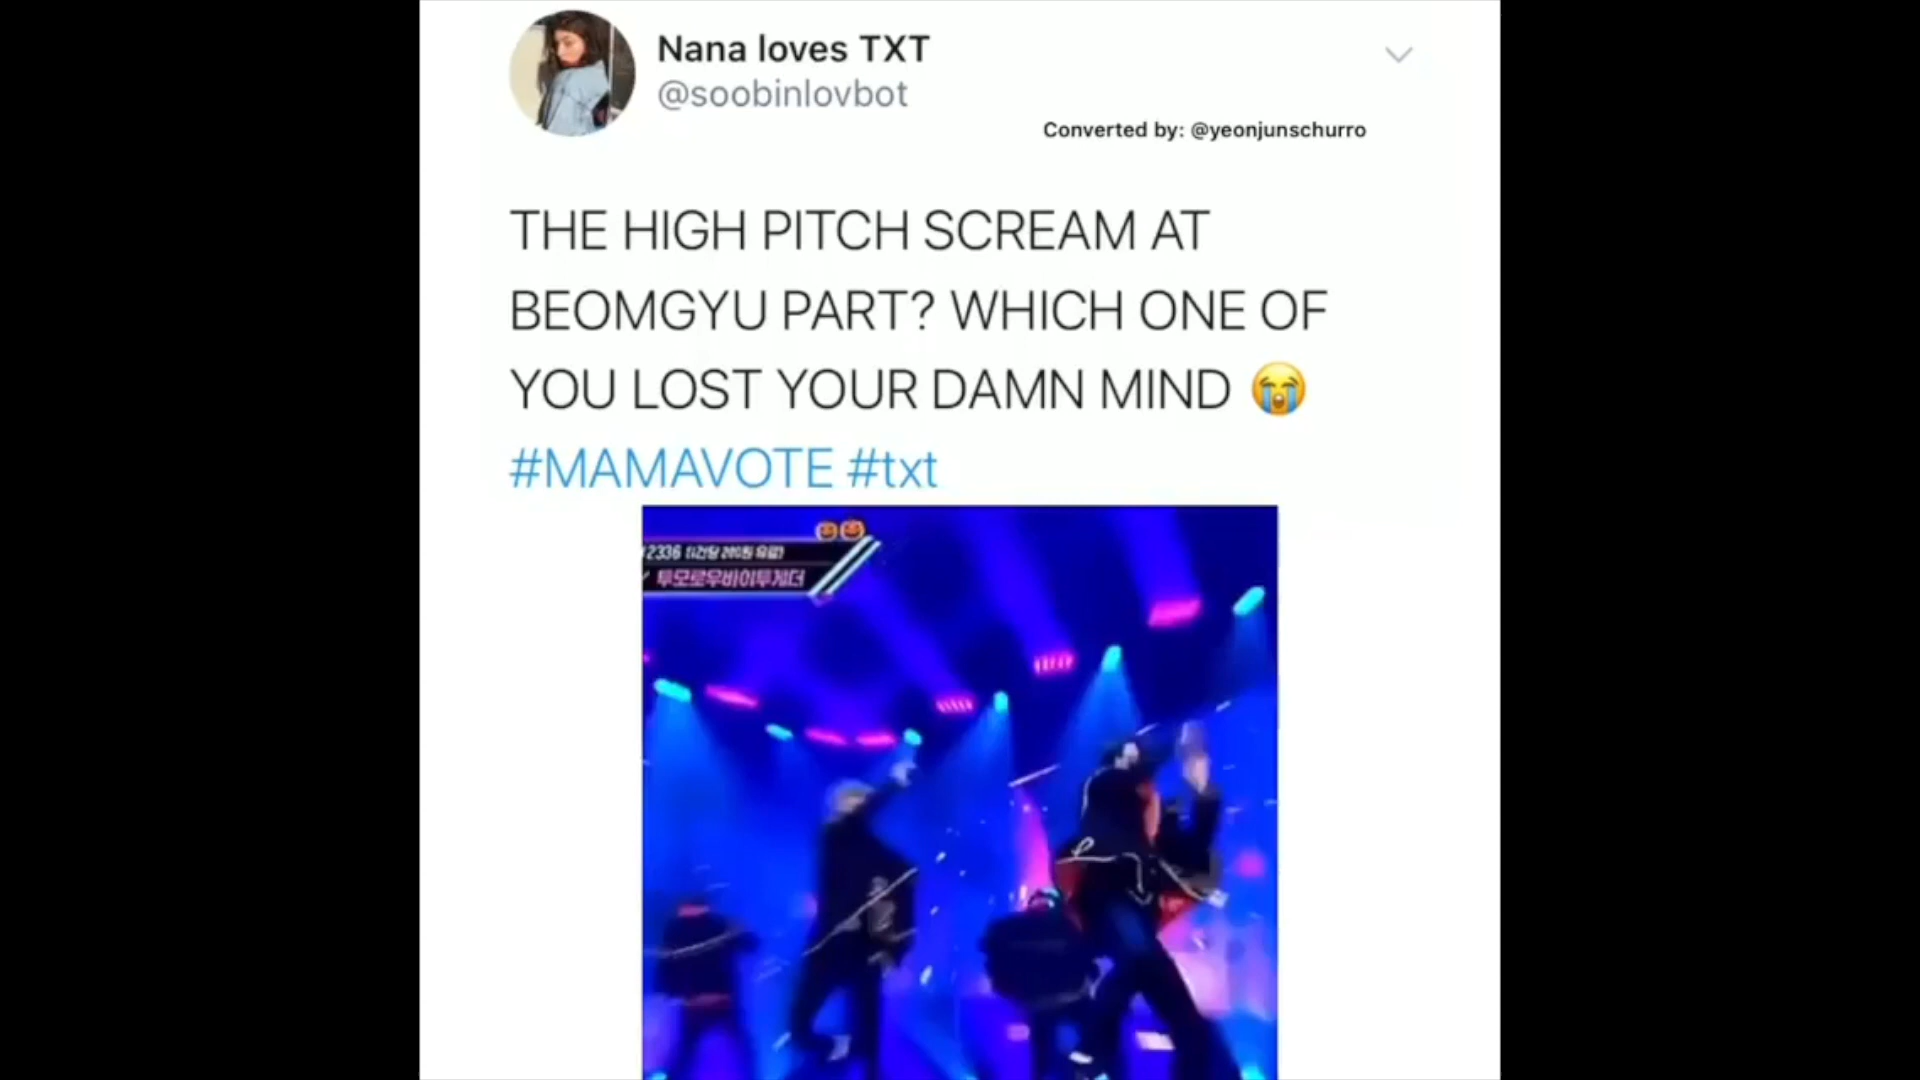 Nana loves TXT
@soobinlovbot
Converted by: @yeonjunschurro
THE HIGH PITCH SCREAM AT
BEOMGYU PART? WHICH ONE OF
YOU LOST YOUR DAMN MIND 😭
#MAMAVOTE #txt
2336
투모로우바이투게더